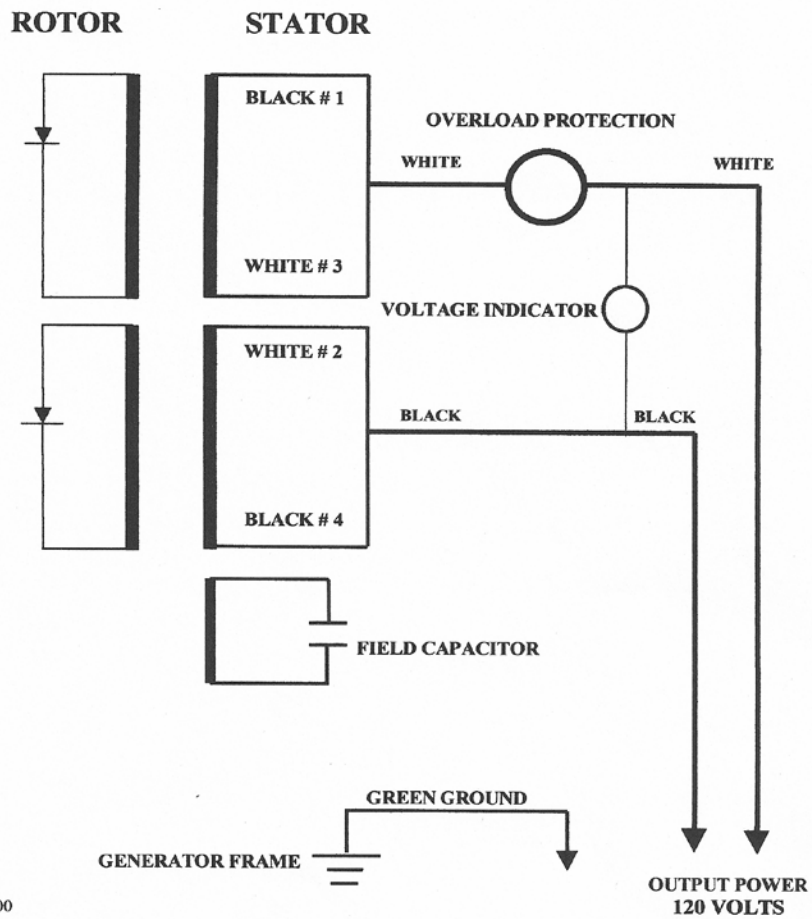 ROTOR
STATOR
BLACK # 1
OVERLOAD PROTECTION
WHITE
WHITE
WHITE # 3
VOLTAGE INDICATOR
WHITE # 2
BLACK
BLACK
BLACK # 4
FIELD CAPACITOR
GREEN GROUND
GENERATOR FRAME
OUTPUT POWER
120 VOLTS
00